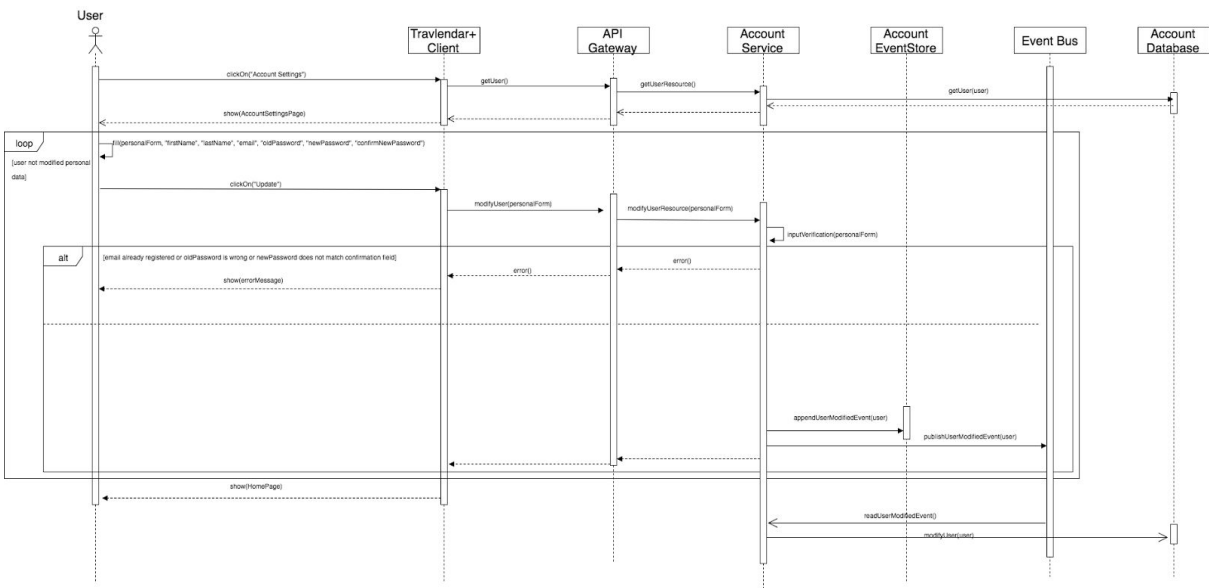 User
Travlendar+
Client
API
Gateway
Account
Service
Account
EventStore
Event Bus
Account
Database
clickOn("Account Settings")
getUser()
getUserResource()
getUser(user)
show(AccountSettingsPage)
loop
fill(personalForm, "firstName", "lastName", "email", "oldPassword", "newPassword", "confirmNewPassword")
[user not modified personal
data]
clickOn("Update")
modifyUser(personalForm)
modifyUserResource(personalForm)
inputVerification(personalForm)
alt
[email already registered or oldPassword is wrong or newPassword does not match confirmation field]
error()
error()
show(errorMessage)
appendUserModifiedEvent(user)
publishUserModifiedEvent(user)
show(HomePage)
readUserModifiedEvent()
modifyUser(user)